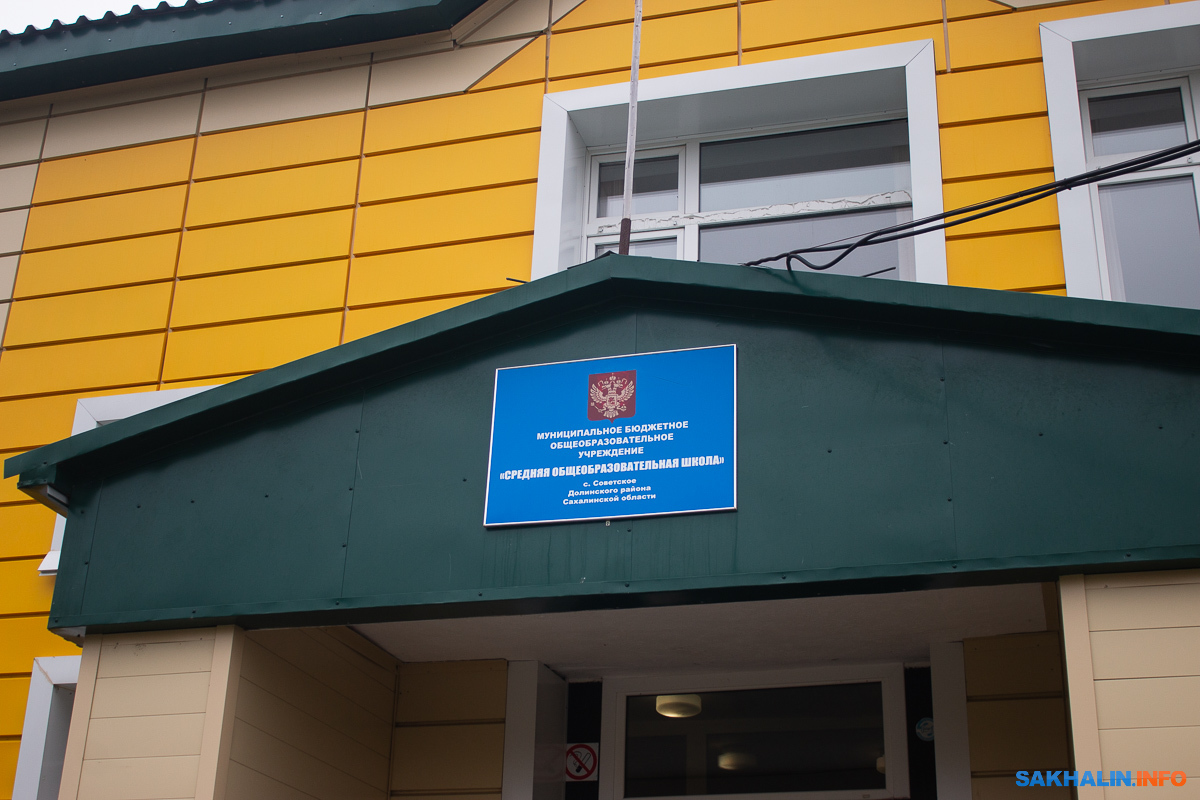 МУНИЦИПАЛЬНОЕ БЮДЖЕТНОЕ
ОБЩЕОБРАЗОВАТЕЛЬНОЕ
УЧРЕЖДЕНИЕ
«СРЕДНЯЯ ОБЩЕОБРАЗОВАТЕЛЬНАЯ ШКОЛА»
с. Советское
Долинского района
Сахалинской области
SAKHALIN.INFO